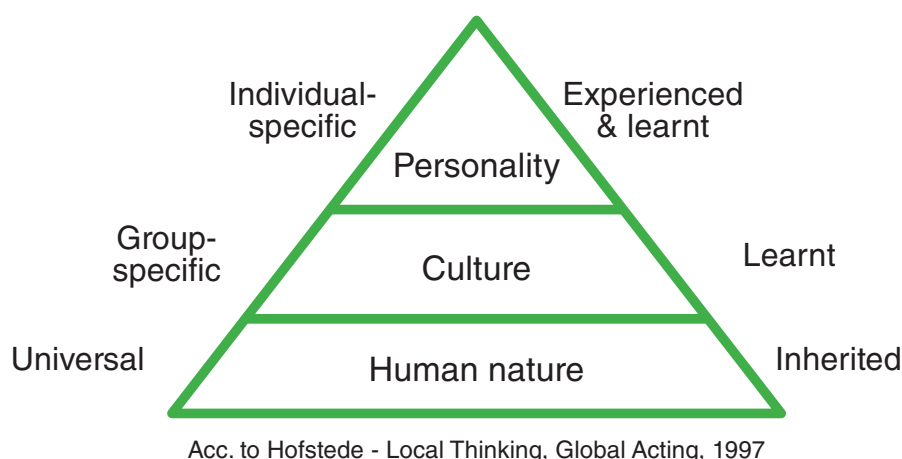 Individual-
specific
Experienced
& learnt
Personality
Group-
specific
Culture
Learnt
Universal
Human nature
Inherited
Acc. to Hofstede - Local Thinking, Global Acting, 1997